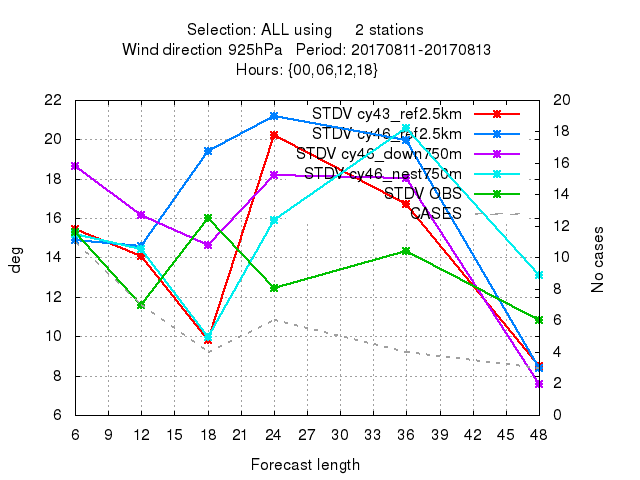 Selection: ALL using 2 stations
Wind direction 925hPa Period: 20170811-20170813
Hours: {00,06,12,18}
STDV cy43_ref2.5km
STDV cy46_ref2.5km
STDV cy46_down750m
STDV cy46_nest750m
STDV OBS
CASES
22
20
18
16
14
12
10
8
6
deg
20
18
16
14
12
10
8
6
4
2
0
No cases
6 9 12 15 18 21 24 27 30 33 36 39 42 45 48
Forecast length